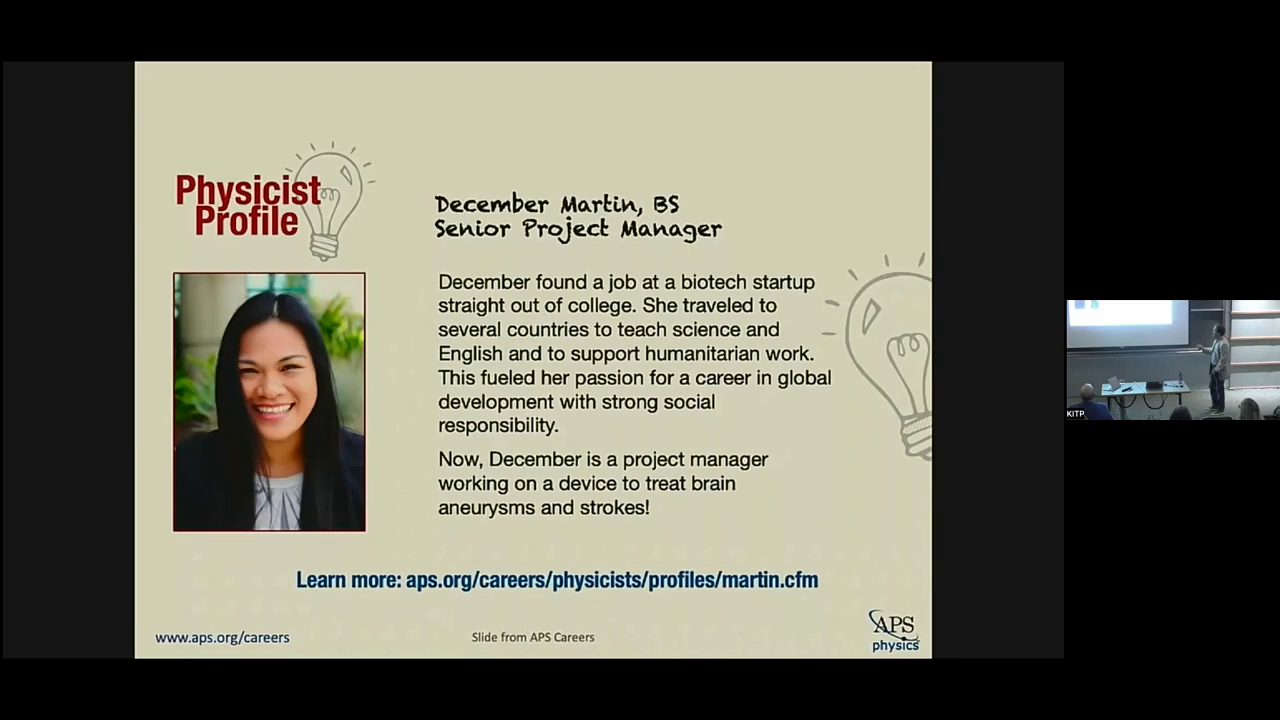 Physicist
Profile
December Martin, BS
Senior Project Manager
December found a job at a biotech startup
straight out of college. She traveled to
several countries to teach science and
English and to support humanitarian work.
This fueled her passion for a career in global
development with strong social
responsibility.
Now, December is a project manager
working on a device to treat brain
aneurysms and strokes!
Learn more: aps.org/careers/physicists/profiles/martin.cfm
www.aps.org/careers
Slide from APS Careers
APS
physics
KITP